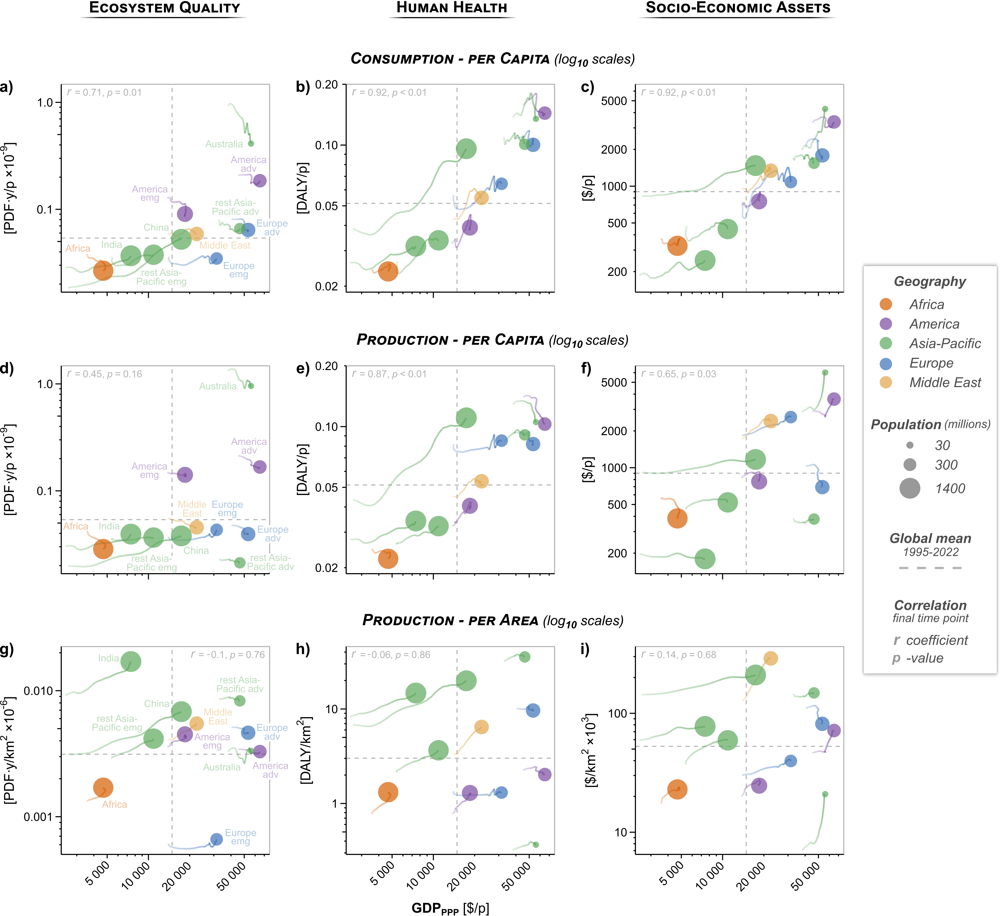 ECOSYSTEM QUALITY
HUMAN HEALTH
SOCIO-ECONOMIC ASSETS
CONSUMPTION - PER CAPITA (log10 scales)
a)
r = 0.71, p = 0.01
[PDF·y/p ×10-9]
1.0
0.1
Australia
America
adv
America
emg
rest Asia-
Pacific adv
China
Europe
adv
Africa
India
Middle East
rest Asia-
Pacific emg
Europe
emg
b)
r = 0.92, p < 0.01
[DALY/p]
0.20
0.10
0.05
0.02
c)
r = 0.92, p < 0.01
[$/p]
5000
2000
1000
500
200
PRODUCTION - PER CAPITA (log10 scales)
d)
r = 0.45, p = 0.16
[PDF·y/p ×10-9]
1.0
0.1
Australia
America
adv
America
emg
Middle
East
Europe
emg
Africa
India
Europe
adv
China
rest Asia-
Pacific emg
rest Asia-
Pacific adv
e)
r = 0.87, p < 0.01
[DALY/p]
0.20
0.10
0.05
0.02
f)
r = 0.65, p = 0.03
[$/p]
5000
2000
1000
500
200
PRODUCTION - PER AREA (log10 scales)
g)
r = -0.1, p = 0.76
[PDF·y/km2 ×10-6]
0.010
0.001
India
rest Asia-
Pacific adv
China
Middle
East
rest Asia-
Pacific emg
America
emg
Europe
adv
Australia
America
adv
Africa
Europe
emg
5 000
10 000
20 000
50 000
h)
r = -0.06, p = 0.86
[DALY/km2]
10
1
5 000
10 000
20 000
50 000
i)
r = 0.14, p = 0.68
[$/km2 ×103]
100
10
5 000
10 000
20 000
50 000
GDPPPP [$/p]
Geography
Africa
America
Asia-Pacific
Europe
Middle East
Population (millions)
30
300
1400
Global mean
1995-2022
Correlation
final time point
r coefficient
p -value